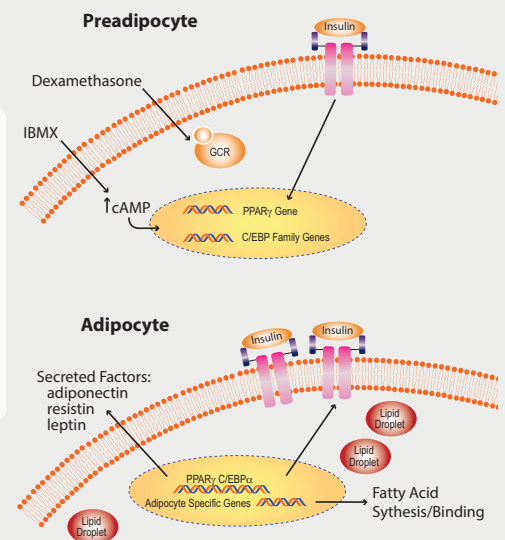 Preadipocyte
Insulin
Dexamethasone
GCR
IBMX
↑cAMP
PPARγ Gene
C/EBP Family Genes
Adipocyte
Insulin
Insulin
Secreted Factors:
adiponectin
resistin
leptin
Lipid
Droplet
Lipid
Droplet
PPARγ C/EBPα
Adipocyte Specific Genes
Fatty Acid
Sythesis/Binding
Lipid
Droplet